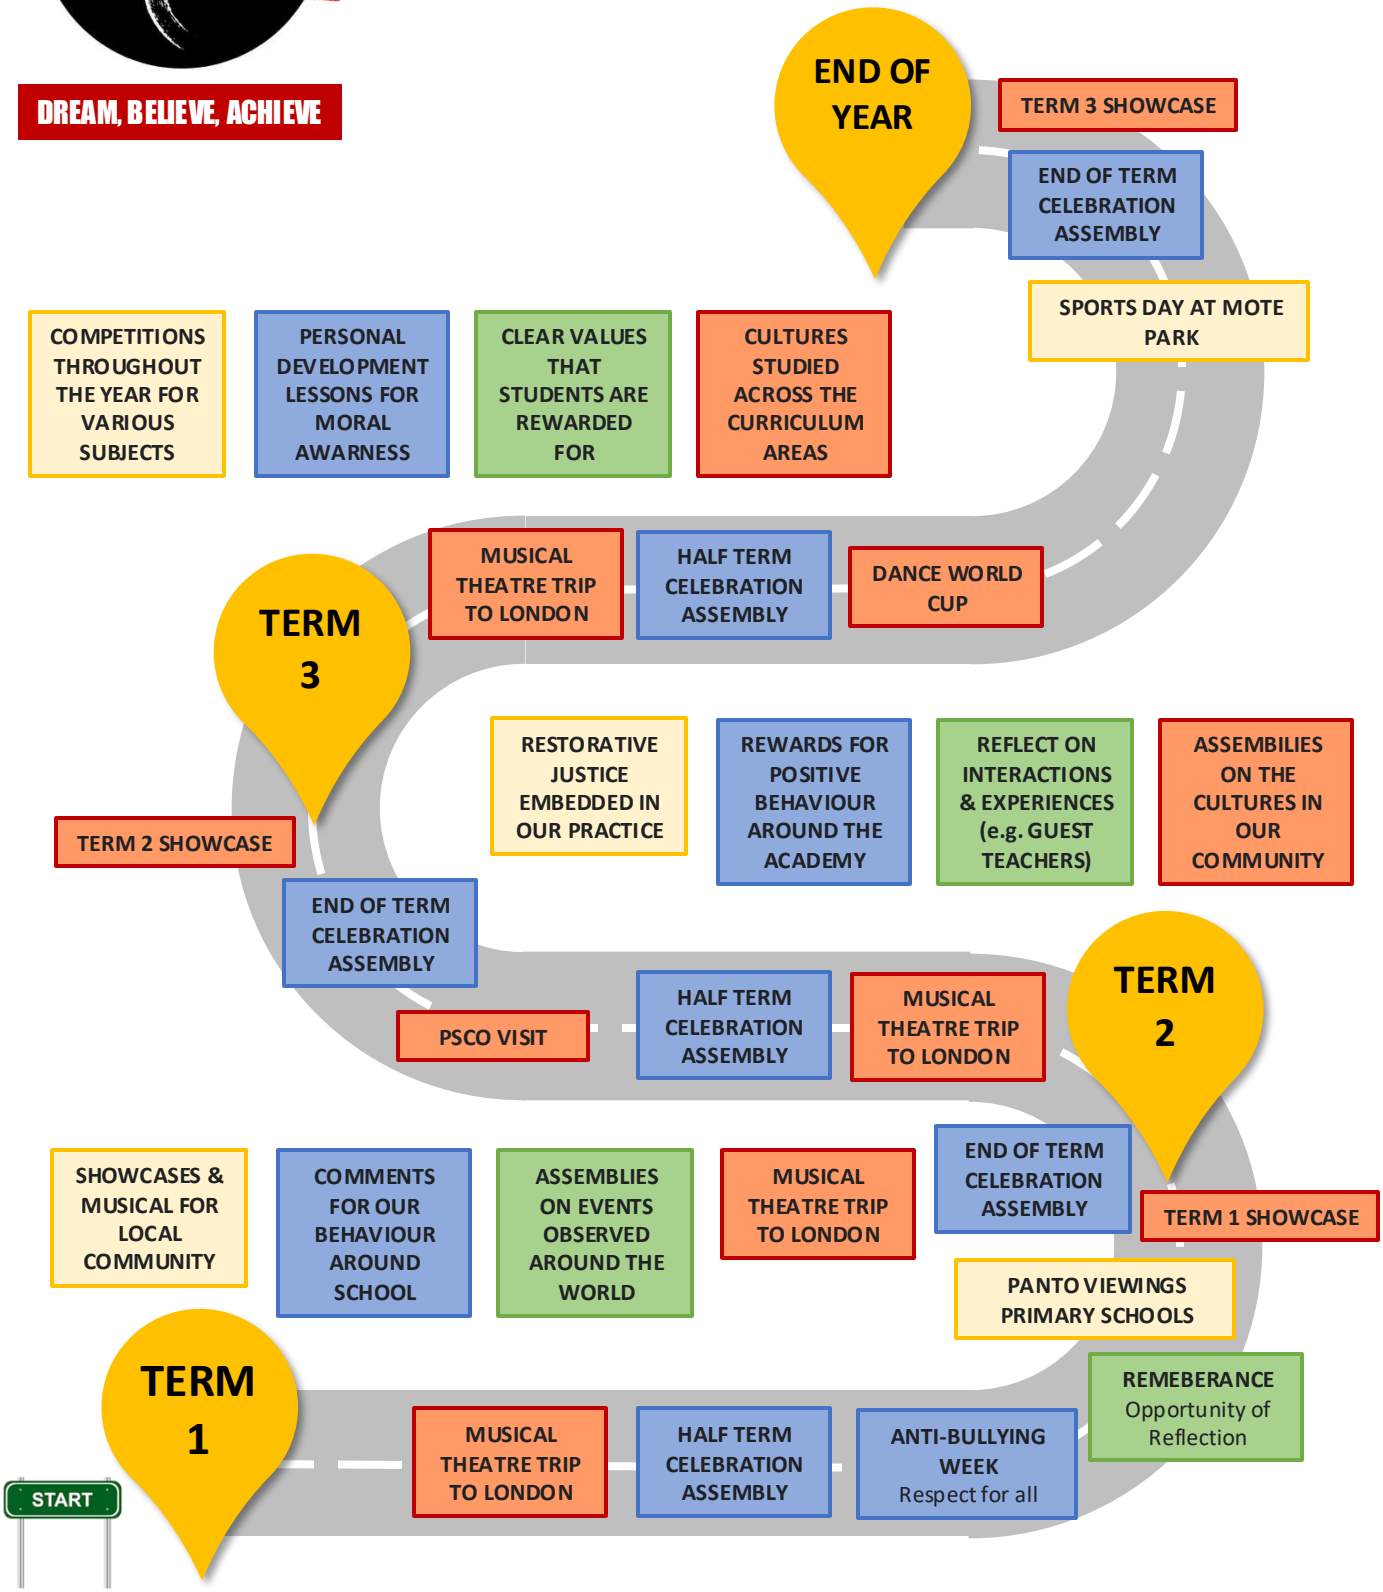 DREAM, BELIEVE, ACHIEVE
END OF
YEAR
TERM 3 SHOWCASE
END OF TERM
CELEBRATION
ASSEMBLY
SPORTS DAY AT MOTE
PARK
COMPETITIONS
THROUGHOUT
THE YEAR FOR
VARIOUS
SUBJECTS
PERSONAL
DEVELOPMENT
LESSONS FOR
MORAL
AWARNESS
CLEAR VALUES
THAT
STUDENTS ARE
REWARDED
FOR
CULTURES
STUDIED
ACROSS THE
CURRICULUM
AREAS
TERM
3
MUSICAL
THEATRE TRIP
TO LONDON
HALF TERM
CELEBRATION
ASSEMBLY
DANCE WORLD
CUP
RESTORATIVE
JUSTICE
EMBEDDED IN
OUR PRACTICE
REWARDS FOR
POSITIVE
BEHAVIOUR
AROUND THE
ACADEMY
REFLECT ON
INTERACTIONS
& EXPERIENCES
(e.g. GUEST
TEACHERS)
ASSEMBILIES
ON THE
CULTURES IN
OUR
COMMUNITY
TERM 2 SHOWCASE
END OF TERM
CELEBRATION
ASSEMBLY
PSCO VISIT
HALF TERM
CELEBRATION
ASSEMBLY
MUSICAL
THEATRE TRIP
TO LONDON
TERM
2
SHOWCASES &
MUSICAL FOR
LOCAL
COMMUNITY
COMMENTS
FOR OUR
BEHAVIOUR
AROUND
SCHOOL
ASSEMBLIES
ON EVENTS
OBSERVED
AROUND THE
WORLD
MUSICAL
THEATRE TRIP
TO LONDON
END OF TERM
CELEBRATION
ASSEMBLY
TERM 1 SHOWCASE
PANTO VIEWINGS
PRIMARY SCHOOLS
REMEBERANCE
Opportunity of
Reflection
TERM
1
MUSICAL
THEATRE TRIP
TO LONDON
HALF TERM
CELEBRATION
ASSEMBLY
ANTI-BULLYING
WEEK
Respect for all
START